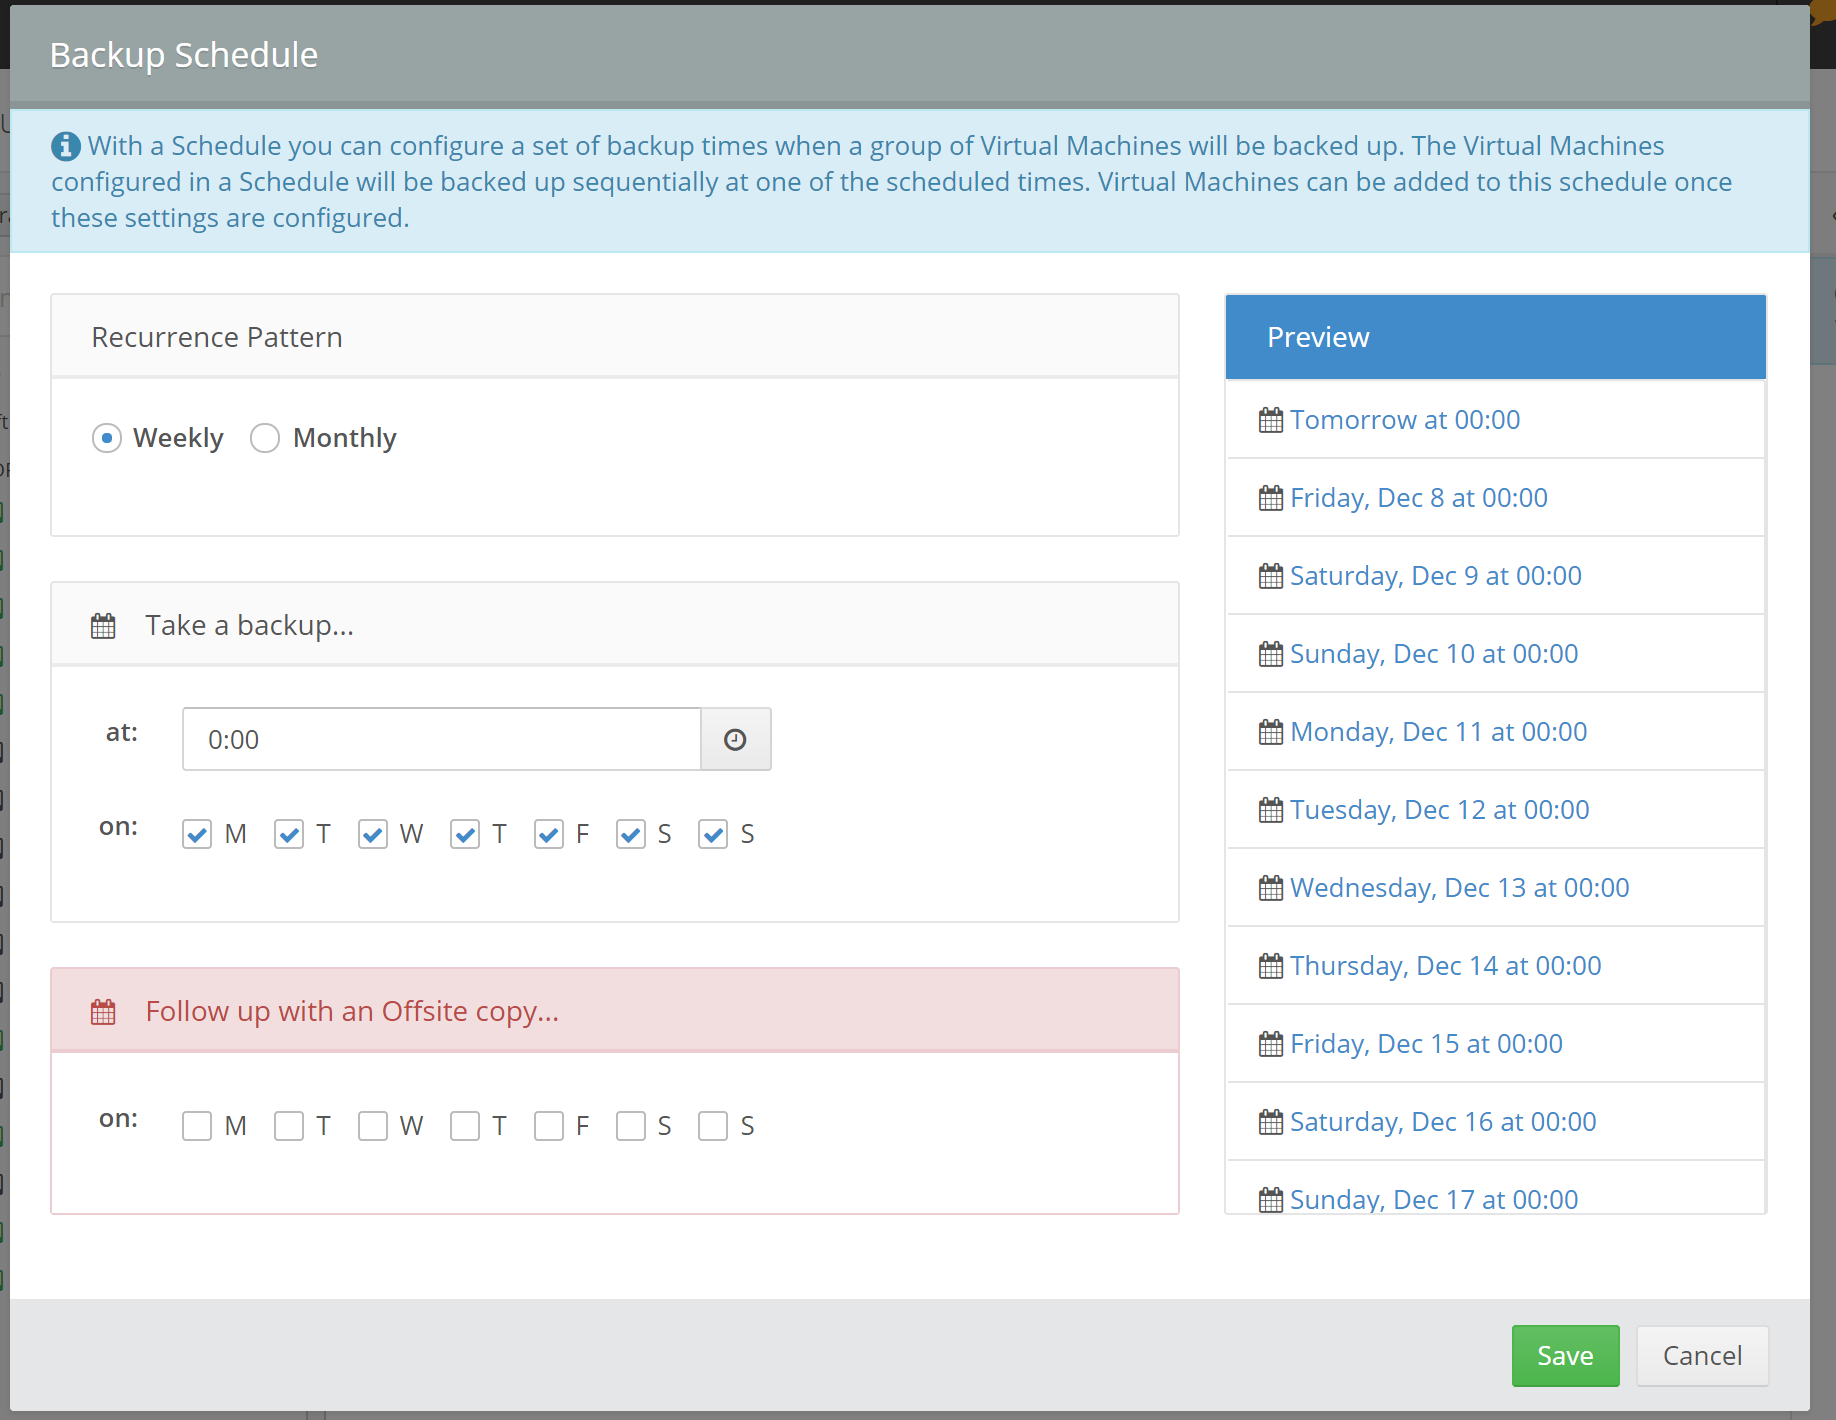 Backup Schedule
With a Schedule you can configure a set of backup times when a group of Virtual Machines will be backed up. The Virtual Machines
configured in a Schedule will be backed up sequentially at one of the scheduled times. Virtual Machines can be added to this schedule once
these settings are configured.
Recurrence Pattern
Weekly Monthly
Take a backup...
at: 0:00
on: M T W T F S S
Follow up with an Offsite copy...
on: M T W T F S S
Preview
Tomorrow at 00:00
Friday, Dec 8 at 00:00
Saturday, Dec 9 at 00:00
Sunday, Dec 10 at 00:00
Monday, Dec 11 at 00:00
Tuesday, Dec 12 at 00:00
Wednesday, Dec 13 at 00:00
Thursday, Dec 14 at 00:00
Friday, Dec 15 at 00:00
Saturday, Dec 16 at 00:00
Sunday, Dec 17 at 00:00
Save Cancel